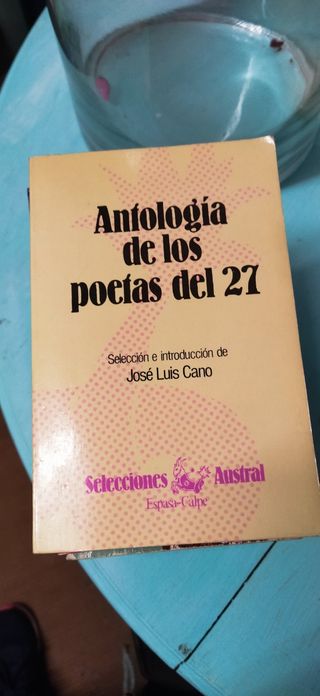 Antología
de los
poetas del 27
Selección e introducción de
José Luis Cano
Selecciones Austral
Espasa-Calpe